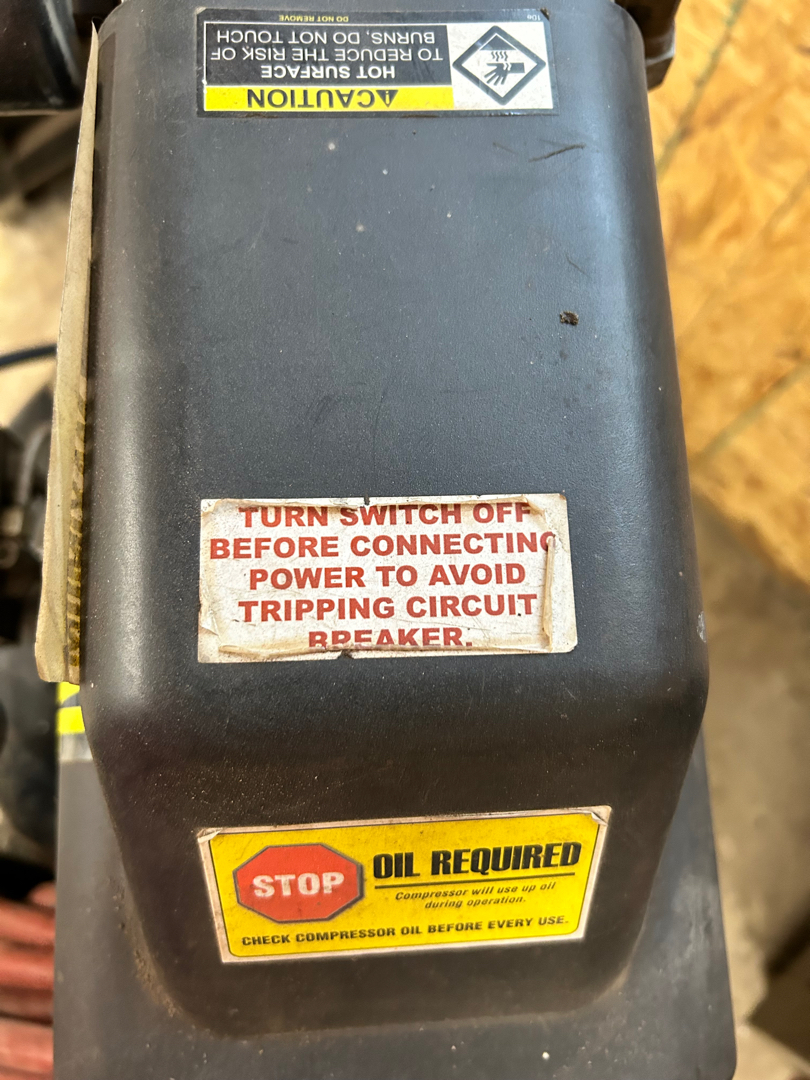 ⚠CAUTION
HOT SURFACE
TO REDUCE THE RISK OF
BURNS, DO NOT TOUCH
DO NOT REMOVE
TURN SWITCH OFF
BEFORE CONNECTING
POWER TO AVOID
TRIPPING CIRCUIT
BREAKER.
STOP
OIL REQUIRED
Compressor will use up oil
during operation.
CHECK COMPRESSOR OIL BEFORE EVERY USE.